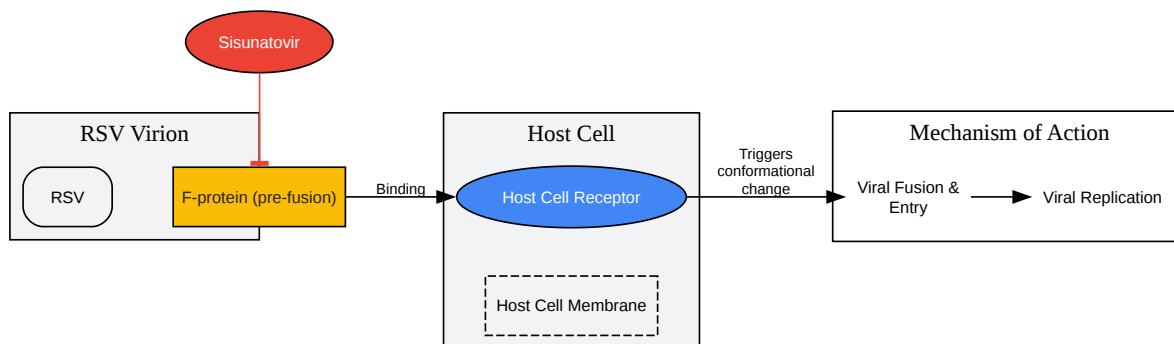 Sisunatovir
RSV Virion
RSV
F-protein (pre-fusion)
Binding
Host Cell
Host Cell Receptor
Host Cell Membrane
Triggers
conformational
change
Mechanism of Action
Viral Fusion &
Entry
Viral Replication